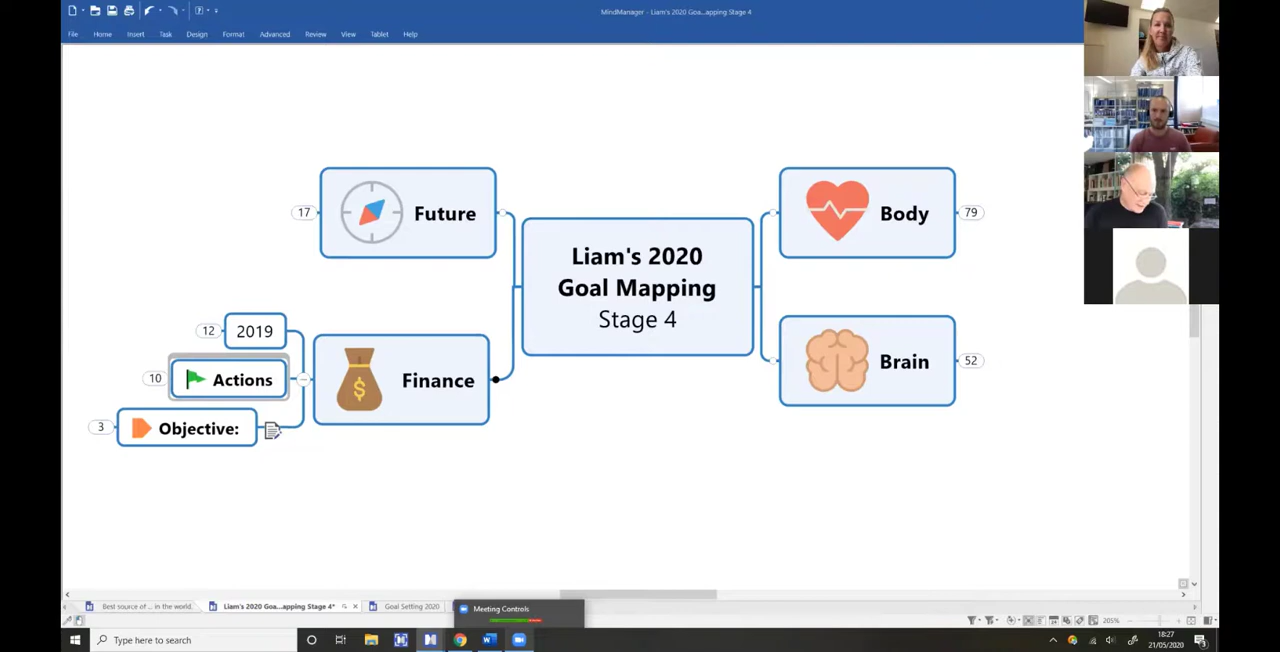 MindManager - Liam's 2020 Goa...apping Stage 4
File Home Insert Task Design Format Advanced Review View Tablet Help
17 Future
Body 79
Liam's 2020
Goal Mapping
Stage 4
12 2019
10 Actions
Finance
Brain 52
3 Objective:
Best source of ... in the world. Liam's 2020 Goa...apping Stage 4* Goal Setting 2020
Meeting Controls
205%
Type here to search
18:27
21/05/2020
3